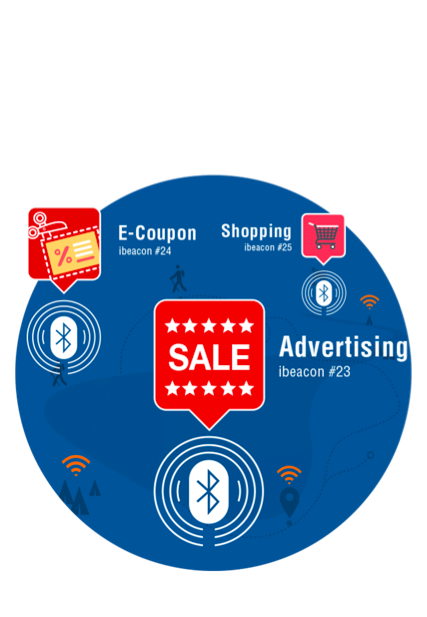 E-Coupon
ibeacon #24
Shopping
ibeacon #25
%
SALE
Advertising
ibeacon #23